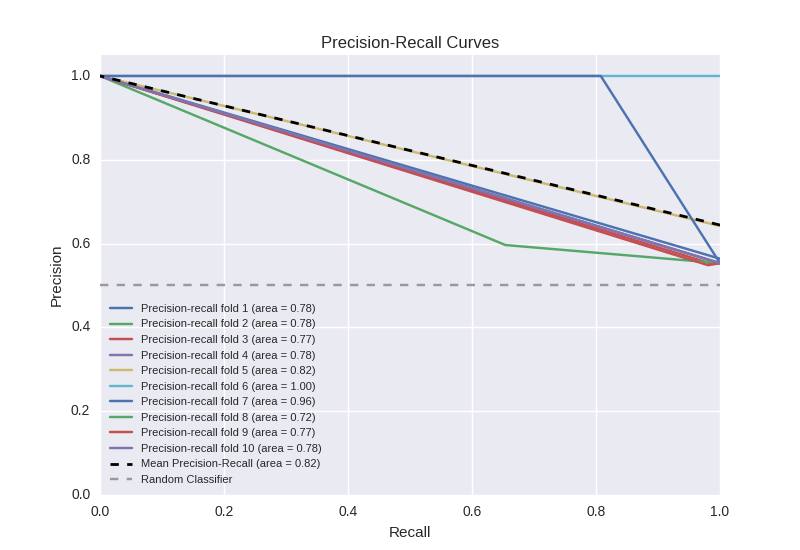 Precision-Recall Curves
1.0
0.8
0.6
0.4
0.2
0.0
Precision
Precision-recall fold 1 (area = 0.78)
Precision-recall fold 2 (area = 0.78)
Precision-recall fold 3 (area = 0.77)
Precision-recall fold 4 (area = 0.78)
Precision-recall fold 5 (area = 0.82)
Precision-recall fold 6 (area = 1.00)
Precision-recall fold 7 (area = 0.96)
Precision-recall fold 8 (area = 0.72)
Precision-recall fold 9 (area = 0.77)
Precision-recall fold 10 (area = 0.78)
Mean Precision-Recall (area = 0.82)
Random Classifier
0.0 0.2 0.4 0.6 0.8 1.0
Recall